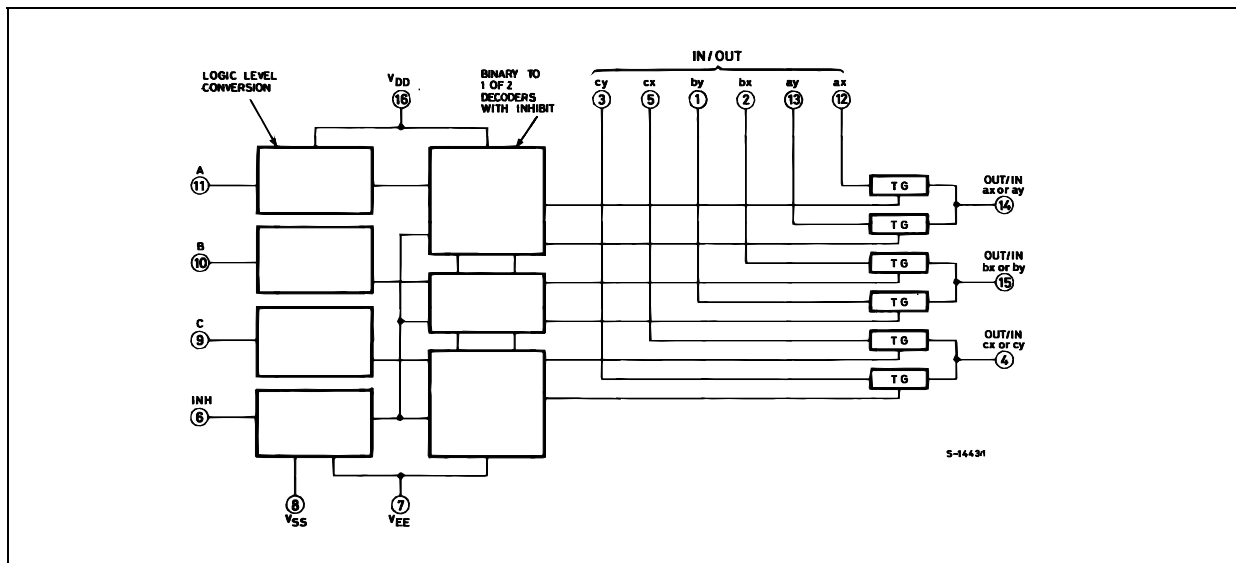 IN/OUT
LOGIC LEVEL
CONVERSION
VDD
16
BINARY TO
1 OF 2
DECODERS
WITH INHIBIT
cy cx by bx ay ax
3 5 1 2 13 12
A
11
TG
OUT/IN
ax or ay
14
TG
B
10
TG
OUT/IN
bx or by
15
TG
C
9
TG
OUT/IN
cx or cy
4
TG
INH
6
S-1443/1
8
VSS
7
VEE